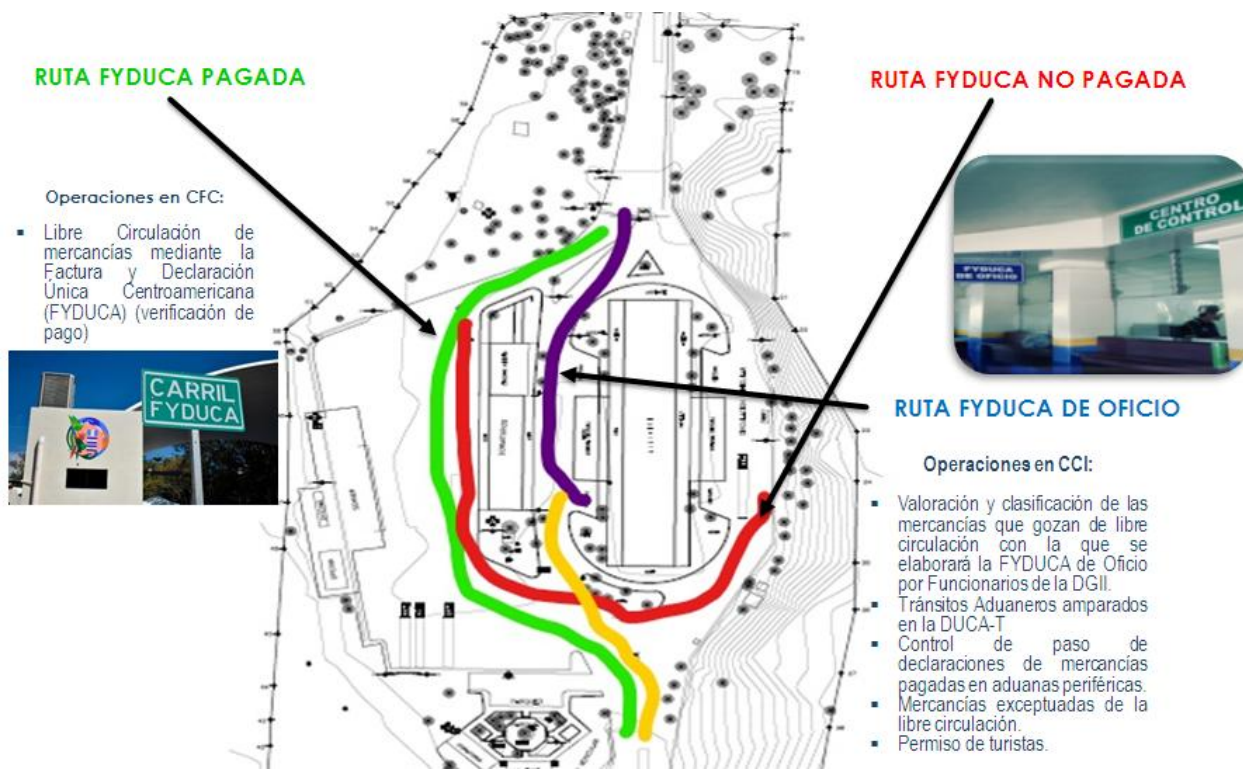 RUTA FYDUCA PAGADA
RUTA FYDUCA NO PAGADA
Operaciones en CFC:
▪ Libre Circulación de
mercancías mediante la
Factura y Declaración
Única Centroamericana
(FYDUCA) (verificación de
pago)
CARRIL
FYDUCA
CENTRO
DE CONTROL
FYDUCA
DE OFICIO
RUTA FYDUCA DE OFICIO
Operaciones en CCI:
▪ Valoración y clasificación de las
mercancías que gozan de libre
circulación con la que se
elaborará la FYDUCA de Oficio
por Funcionarios de la DGII.
▪ Tránsitos Aduaneros amparados
en la DUCA-T
▪ Control de paso de
declaraciones de mercancías
pagadas en aduanas periféricas.
▪ Mercancías exceptuadas de la
libre circulación.
▪ Permiso de turistas.